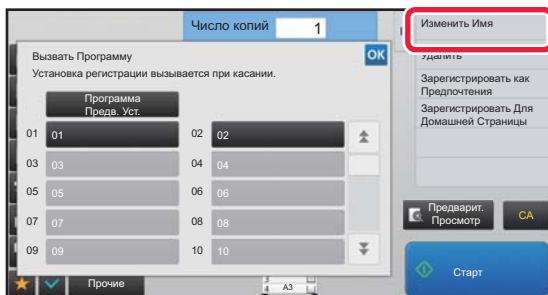 Число копий 1
Изменить Имя
Вызвать Программу
OK
Удалить
Установка регистрации вызывается при касании.
Зарегистрировать как
Предпочтения
Программа
Предв. Уст.
Зарегистрировать Для
Домашней Страницы
01 01 02 02
03 03 04 04
05 05 06 06
07 07 08 08
09 09 10 10
Предварит.
Просмотр
CA
Прочие
3
4 A3
Старт